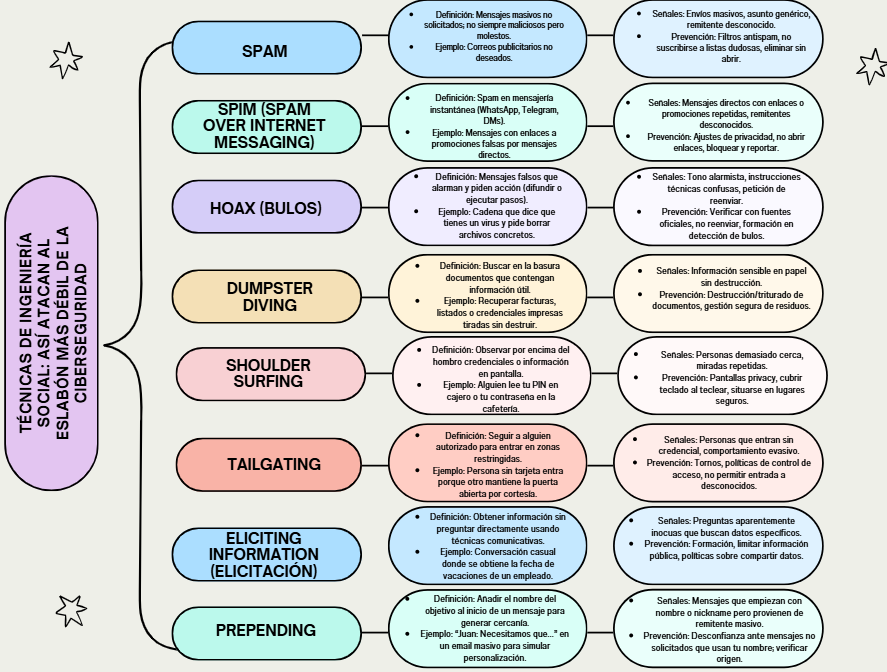 TÉCNICAS DE INGENIERÍA
SOCIAL: ASÍ ATACAN AL
ESLABÓN MÁS DÉBIL DE LA
CIBERSEGURIDAD
SPAM
Definición: Mensajes masivos no
solicitados; no siempre maliciosos pero
molestos.
Ejemplo: Correos publicitarios no
deseados.
Señales: Envíos masivos, asunto genérico,
remitente desconocido.
Prevención: Filtros antispam, no
suscribirse a listas dudosas, eliminar sin
abrir.
SPIM (SPAM
OVER INTERNET
MESSAGING)
Definición: Spam en mensajería
instantánea (WhatsApp, Telegram,
DMs).
Ejemplo: Mensajes con enlaces a
promociones falsas por mensajes
directos.
Señales: Mensajes directos con enlaces o
promociones repetidas, remitentes
desconocidos.
Prevención: Ajustes de privacidad, no abrir
enlaces, bloquear y reportar.
HOAX (BULOS)
Definición: Mensajes falsos que
alarman y piden acción (difundir o
ejecutar pasos).
Ejemplo: Cadena que dice que
tienes un virus y pide borrar
archivos concretos.
Señales: Tono alarmista, instrucciones
técnicas confusas, petición de
reenviar.
Prevención: Verificar con fuentes
oficiales, no reenviar, formación en
detección de bulos.
DUMPSTER
DIVING
Definición: Buscar en la basura
documentos que contengan
información útil.
Ejemplo: Recuperar facturas,
listados o credenciales impresas
tiradas sin destruir.
Señales: Información sensible en papel
sin destrucción.
Prevención: Destrucción/triturado de
documentos, gestión segura de residuos.
SHOULDER
SURFING
Definición: Observar por encima del
hombro credenciales o información
en pantalla.
Ejemplo: Alguien lee tu PIN en
cajero o tu contraseña en la
cafetería.
Señales: Personas demasiado cerca,
miradas repetidas.
Prevención: Pantallas privacy, cubrir
teclado al teclear, situarse en lugares
seguros.
TAILGATING
Definición: Seguir a alguien
autorizado para entrar en zonas
restringidas.
Ejemplo: Persona sin tarjeta entra
porque otro mantiene la puerta
abierta por cortesía.
Señales: Personas que entran sin
credencial, comportamiento evasivo.
Prevención: Tornos, políticas de control de
acceso, no permitir entrada a
desconocidos.
ELICITING
INFORMATION
(ELICITACIÓN)
Definición: Obtener información sin
preguntar directamente usando
técnicas comunicativas.
Ejemplo: Conversación casual
donde se obtiene la fecha de
vacaciones de un empleado.
Señales: Preguntas aparentemente
inocuas que buscan datos específicos.
Prevención: Formación, limitar información
pública, políticas sobre compartir datos.
PREPENDING
Definición: Añadir el nombre del
objetivo al inicio de un mensaje para
generar cercanía.
Ejemplo: “Juan: Necesitamos que...” en
un email masivo para simular
personalización.
Señales: Mensajes que empiezan con
nombre o nickname pero provienen de
remitente masivo.
Prevención: Desconfianza ante mensajes no
solicitados que usan tu nombre; verificar
origen.